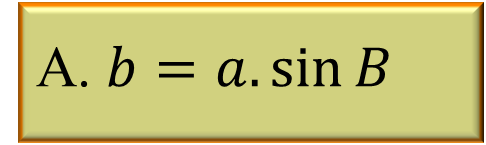 A. b = a. sin B